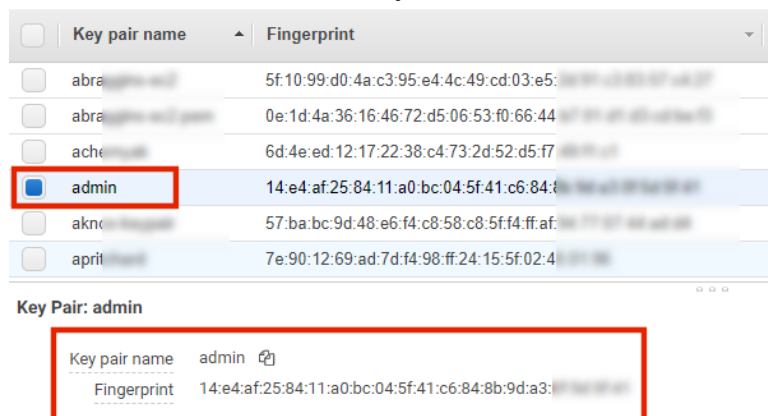 Key pair name Fingerprint
abra 5f:10:99:d0:4a:c3:95:e4:4c:49:cd:03:e5:
abra 0e:1d:4a:36:16:46:72:d5:06:53:f0:66:44
ache 6d:4e:ed:12:17:22:38:c4:73:2d:52:d5:f7
admin 14:e4:af:25:84:11:a0:bc:04:5f:41:c6:84:8
akno 57:ba:bc:9d:48:e6:f4:c8:58:c8:5f:f4:ff:af:
aprit 7e:90:12:69:ad:7d:f4:98:ff:24:15:5f:02:4
Key Pair: admin
Key pair name admin
Fingerprint 14:e4:af:25:84:11:a0:bc:04:5f:41:c6:84:8b:9d:a3: